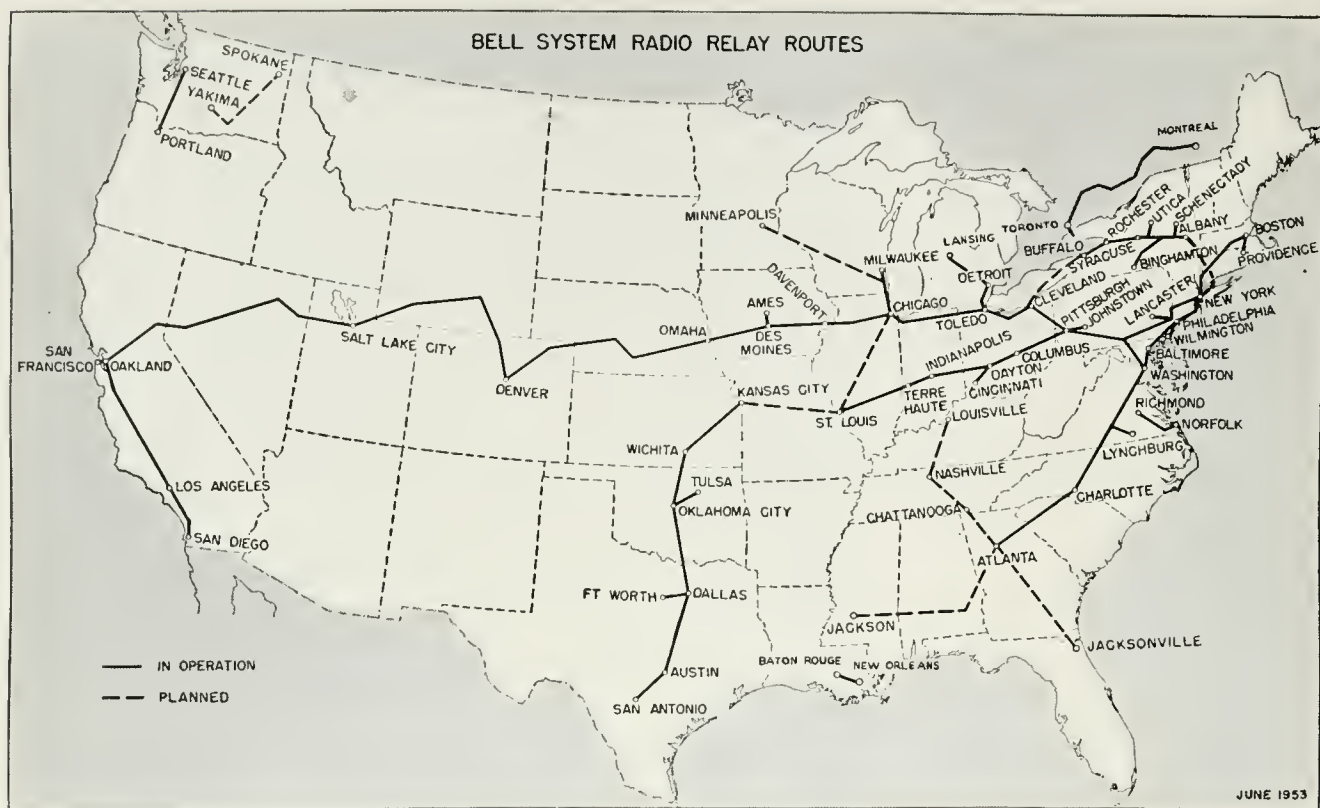 BELL SYSTEM RADIO RELAY ROUTES
SPOKANE
SEATTLE
YAKIMA
PORTLAND
MONTREAL
MINNEAPOLIS
MILWAUKEE
LANSING
TORONTO
BUFFALO
ROCHESTER
UTICA
SCHENECTADY
ALBANY
BOSTON
SYRACUSE
BINGHAMTON
PROVIDENCE
DETROIT
CLEVELAND
DAVENPORT
AMES
CHICAGO
TOLEDO
PITTSBURGH
JOHNSTOWN
LANCASTER
NEW YORK
PHILADELPHIA
WILMINGTON
BALTIMORE
WASHINGTON
OMAHA
DES
MOINES
INDIANAPOLIS
COLUMBUS
DAYTON
CINCINNATI
SALT LAKE CITY
SAN
FRANCISCO
OAKLAND
DENVER
KANSAS CITY
ST. LOUIS
TERRE
HAUTE
LOUISVILLE
RICHMOND
NORFOLK
LYNCHBURG
WICHITA
TULSA
OKLAHOMA CITY
NASHVILLE
CHATTANOOGA
CHARLOTTE
LOS ANGELES
SAN DIEGO
ATLANTA
FT WORTH
DALLAS
JACKSON
JACKSONVILLE
BATON ROUGE
NEW ORLEANS
AUSTIN
SAN ANTONIO
IN OPERATION
PLANNED
JUNE 1953